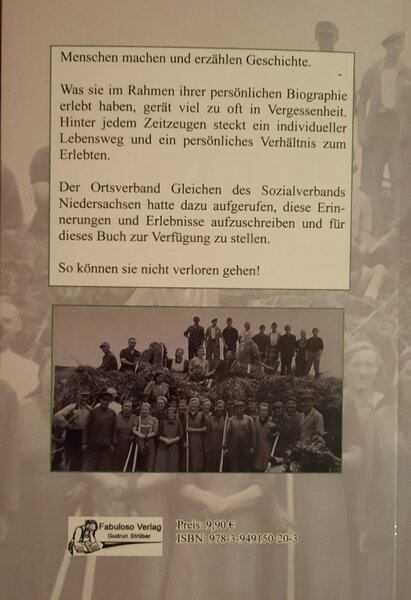 Menschen machen und erzählen Geschichte.
Was sie im Rahmen ihrer persönlichen Biographie
erlebt haben, gerät viel zu oft in Vergessenheit.
Hinter jedem Zeitzeugen steckt ein individueller
Lebensweg und ein persönliches Verhältnis zum
Erlebten.
Der Ortsverband Gleichen des Sozialverbands
Niedersachsen hatte dazu aufgerufen, diese Erin-
nerungen und Erlebnisse aufzuschreiben und für
dieses Buch zur Verfügung zu stellen.
So können sie nicht verloren gehen!
Fabuloso Verlag
Gudrun Strüber
Preis: 9,90 €
ISBN: 978-3-949150-20-3